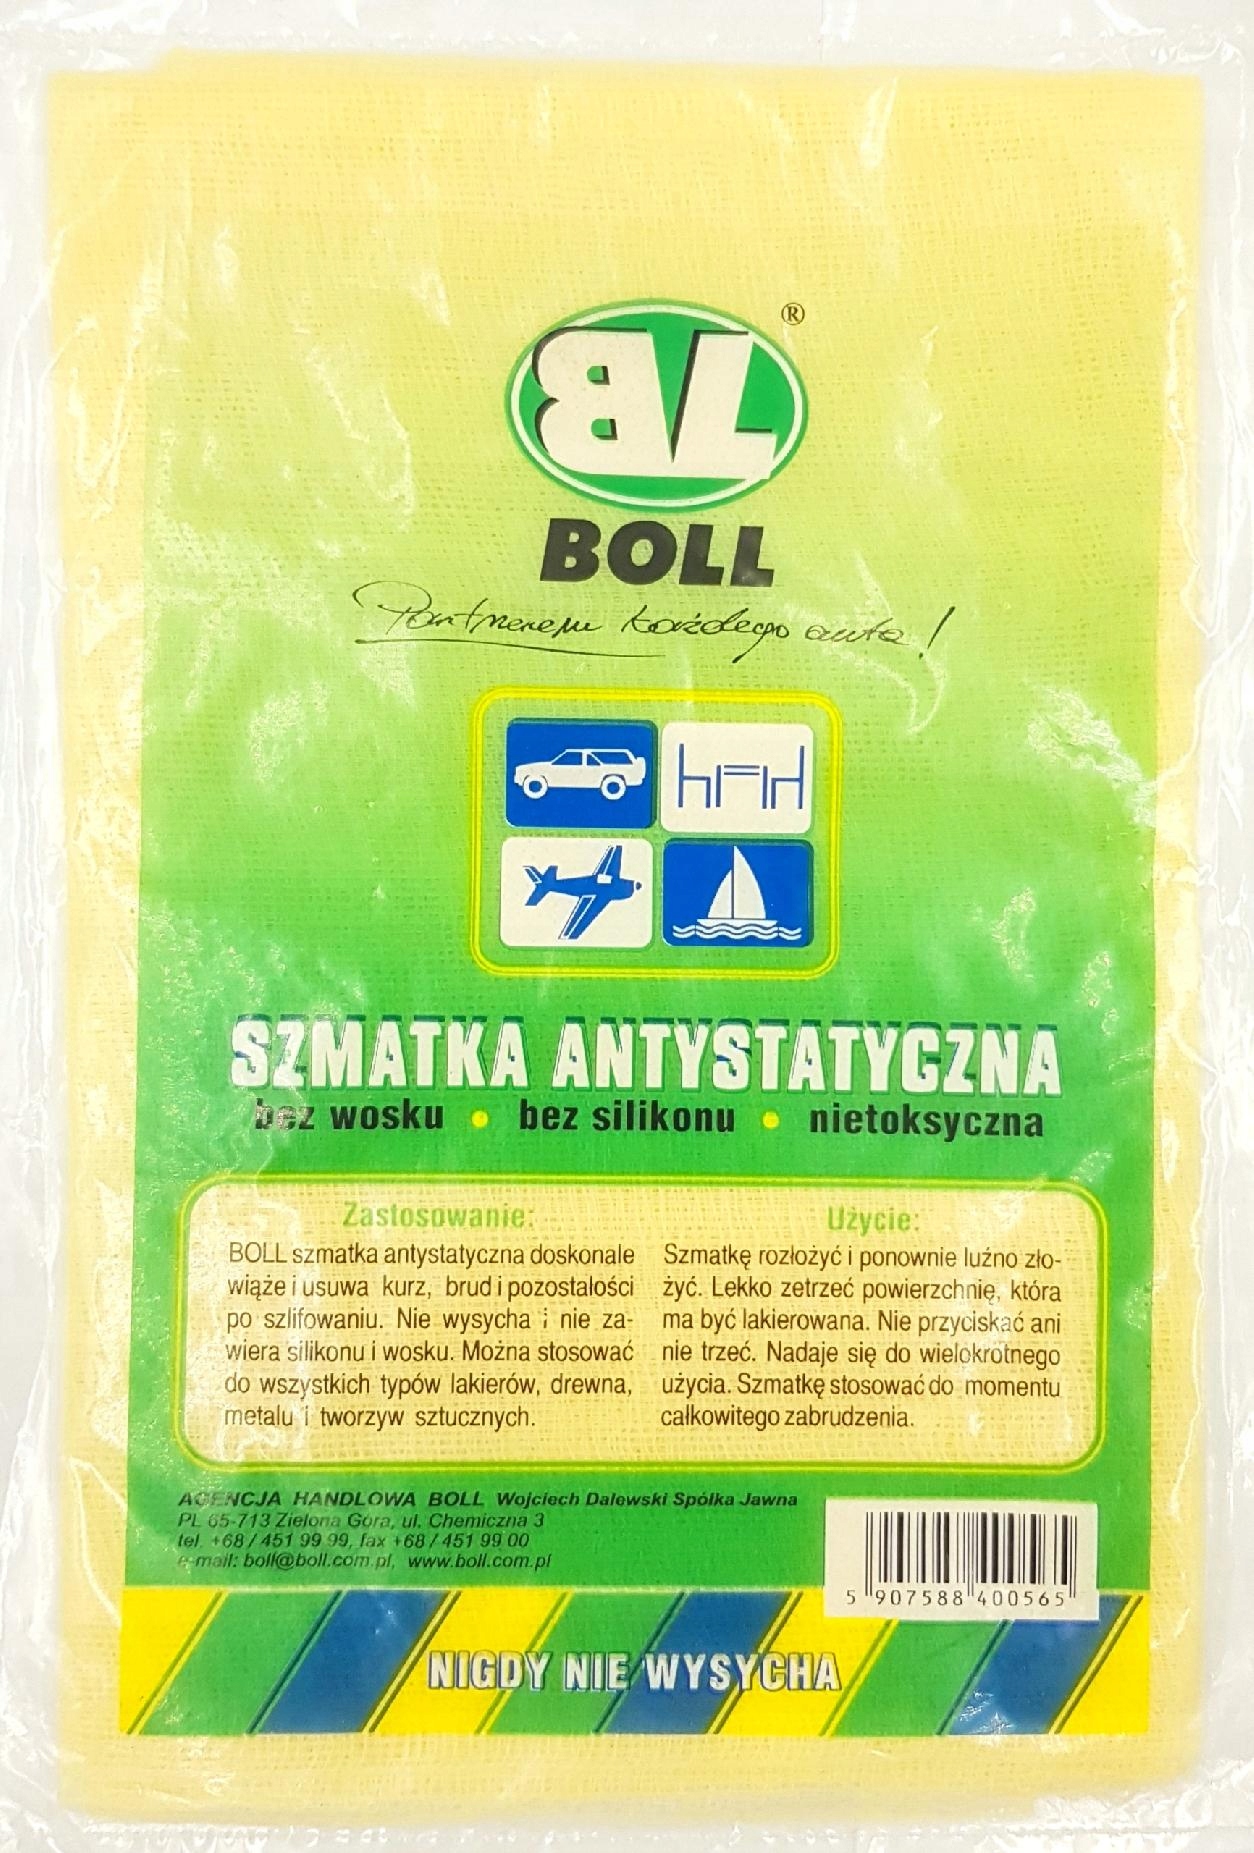 BL ®
BOLL
Partnerem każdego auta!
SZMATKA ANTYSTATYCZNA
bez wosku • bez silikonu • nietoksyczna
Zastosowanie:
BOLL szmatka antystatyczna doskonale
wiąże i usuwa kurz, brud i pozostałości
po szlifowaniu. Nie wysycha i nie za-
wiera silikonu i wosku. Można stosować
do wszystkich typów lakierów, drewna,
metalu i tworzyw sztucznych.
Użycie:
Szmatkę rozłożyć i ponownie luźno zło-
żyć. Lekko zetrzeć powierzchnię, która
ma być lakierowana. Nie przyciskać ani
nie trzeć. Nadaje się do wielokrotnego
użycia. Szmatkę stosować do momentu
całkowitego zabrudzenia.
AGENCJA HANDLOWA BOLL Wojciech Dalewski Spółka Jawna
PL 65-713 Zielona Góra, ul. Chemiczna 3
tel. +68 / 451 99 99, fax +68 / 451 99 00
e-mail: boll@boll.com.pl, www.boll.com.pl
5 907588 400565
NIGDY NIE WYSYCHA